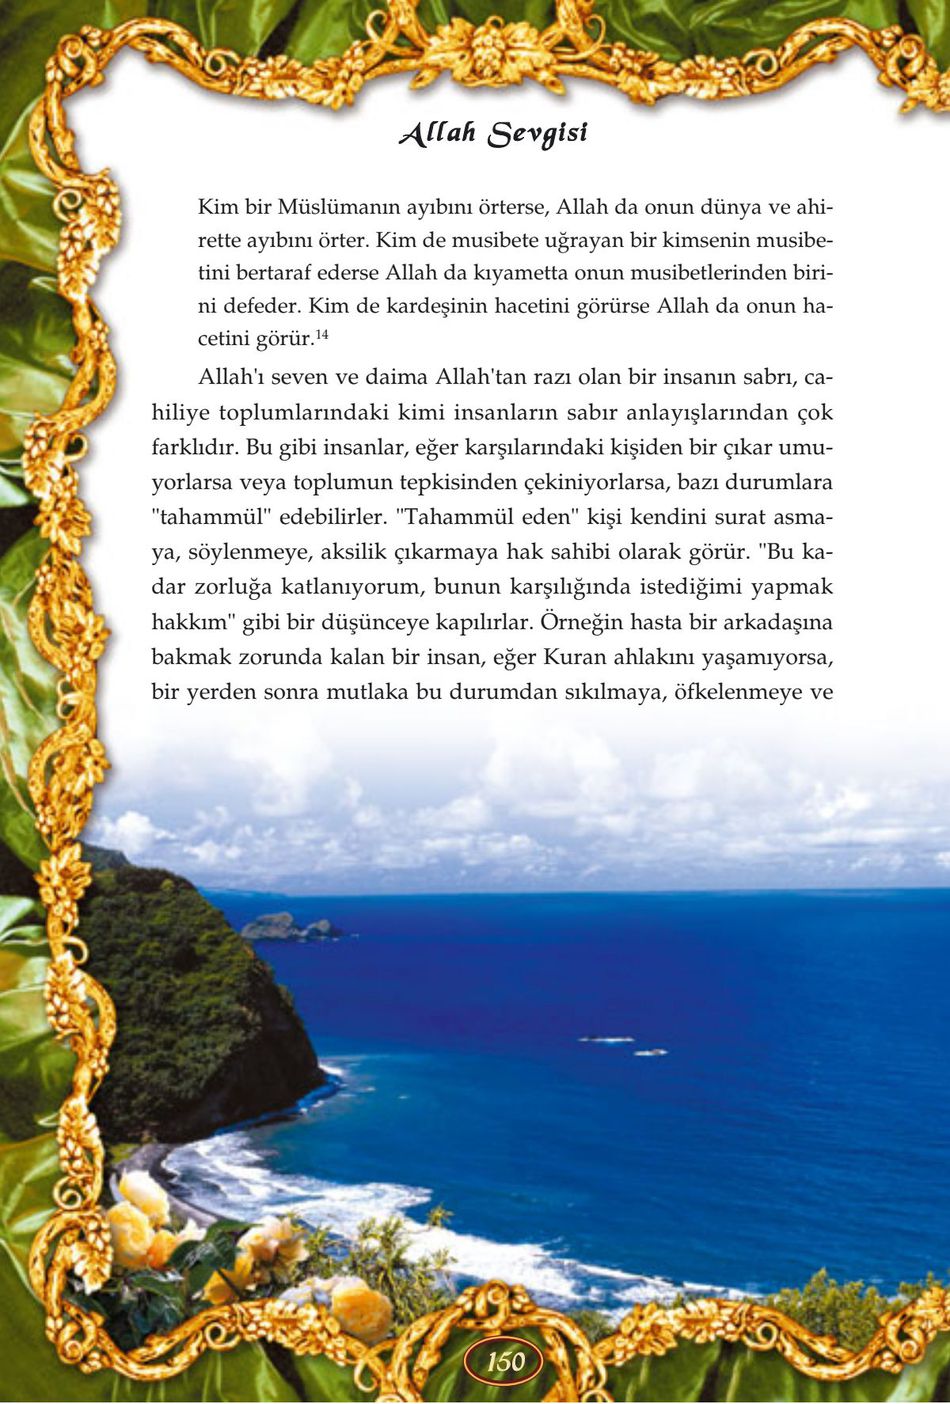 Allah Sevgisi
Kim bir Müslümanın ayıbını örterse, Allah da onun dünya ve ahi-
rette ayıbını örter. Kim de musibete uğrayan bir kimsenin musibe-
tini bertaraf ederse Allah da kıyametta onun musibetlerinden biri-
ni defeder. Kim de kardeşinin hacetini görürse Allah da onun ha-
cetini görür.14
Allah'ı seven ve daima Allah'tan razı olan bir insanın sabrı, ca-
hiliye toplumlarındaki kimi insanların sabır anlayışlarından çok
farklıdır. Bu gibi insanlar, eğer karşılarındaki kişiden bir çıkar umu-
yorlarsa veya toplumun tepkisinden çekiniyorlarsa, bazı durumlara
"tahammül" edebilirler. "Tahammül eden" kişi kendini surat asma-
ya, söylenmeye, aksilik çıkarmaya hak sahibi olarak görür. "Bu ka-
dar zorluğa katlanıyorum, bunun karşılığında istediğimi yapmak
hakkım" gibi bir düşünceye kapılırlar. Örneğin hasta bir arkadaşına
bakmak zorunda kalan bir insan, eğer Kuran ahlakını yaşamıyorsa,
bir yerden sonra mutlaka bu durumdan sıkılmaya, öfkelenmeye ve
150